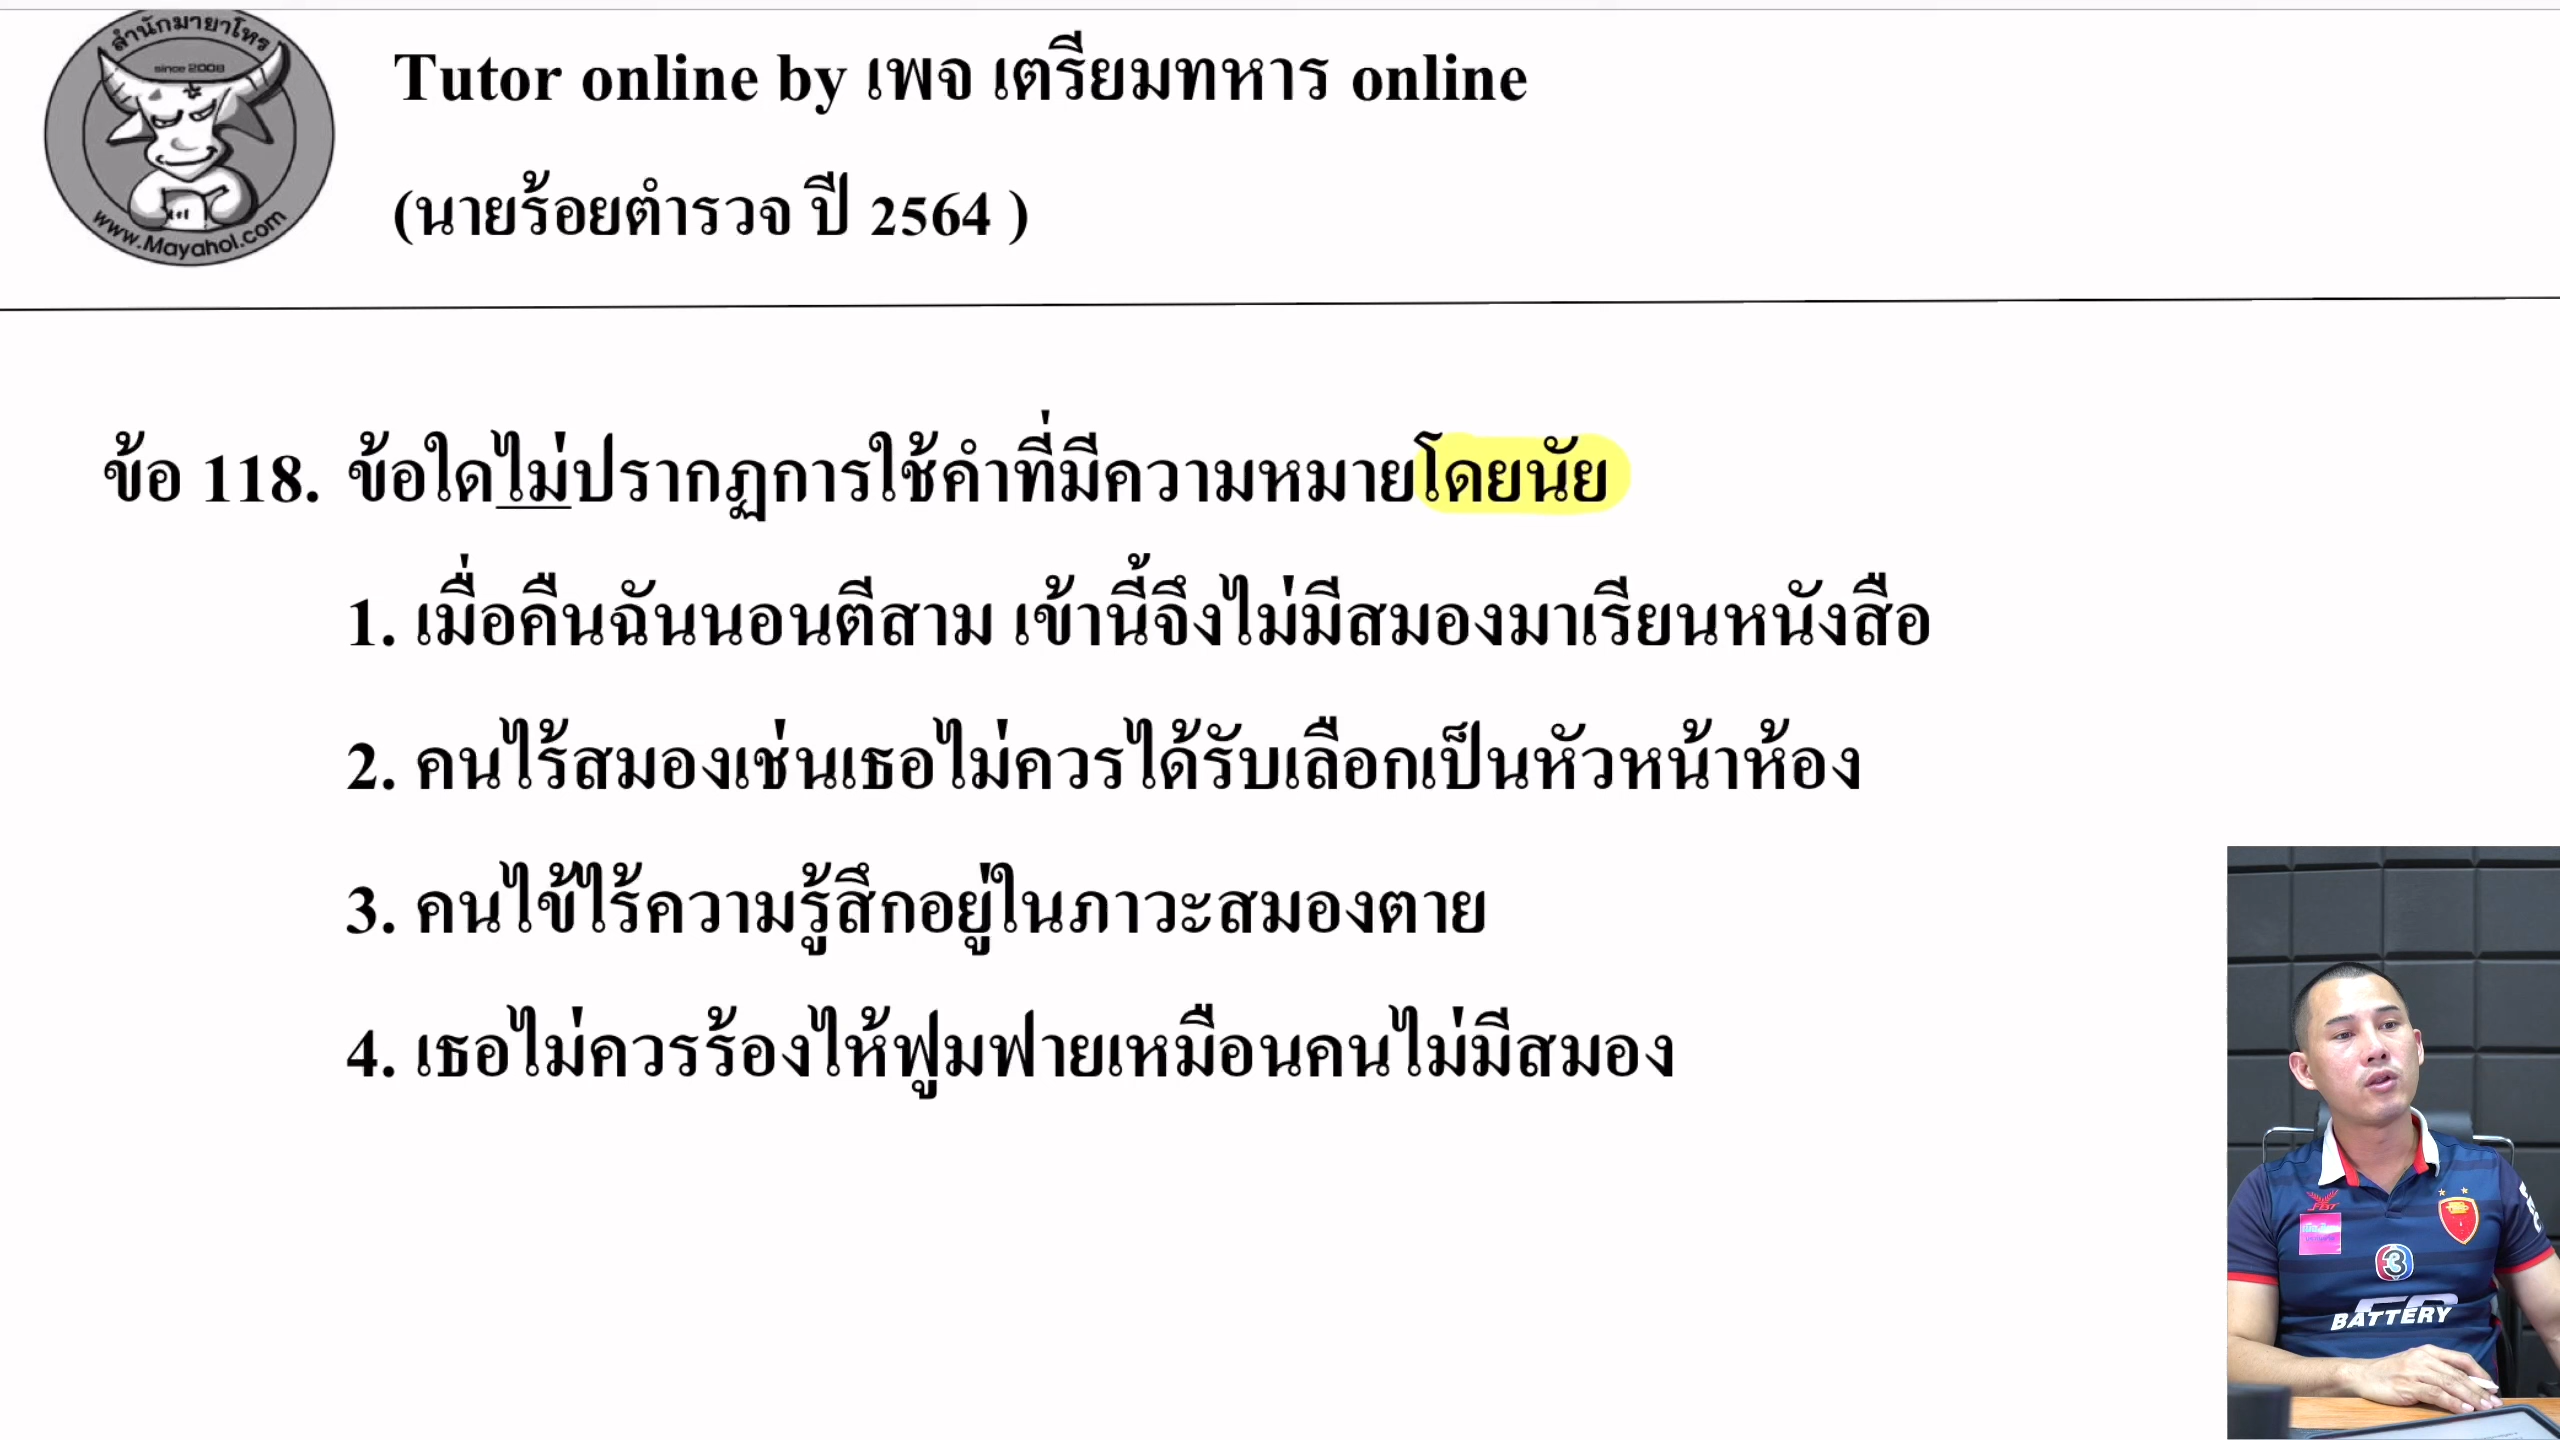 สำนักมายาโหร
since 2008
www.Mayahol.com
Tutor online by เพจ เตรียมทหาร online
(นายร้อยตำรวจ ปี 2564 )
ข้อ 118. ข้อใดไม่ปรากฏการใช้คำที่มีความหมายโดยนัย
1. เมื่อคืนฉันนอนตีสาม เช้านี้จึงไม่มีสมองมาเรียนหนังสือ
2. คนไร้สมองเช่นเธอไม่ควรได้รับเลือกเป็นหัวหน้าห้อง
3. คนไข้ไร้ความรู้สึกอยู่ในภาวะสมองตาย
4. เธอไม่ควรร้องไห้ฟูมฟายเหมือนคนไม่มีสมอง
FBT
3
BATTERY